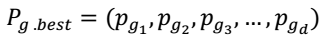 P_{g.best} = (p_{g_1}, p_{g_2}, p_{g_3}, …, p_{g_d})